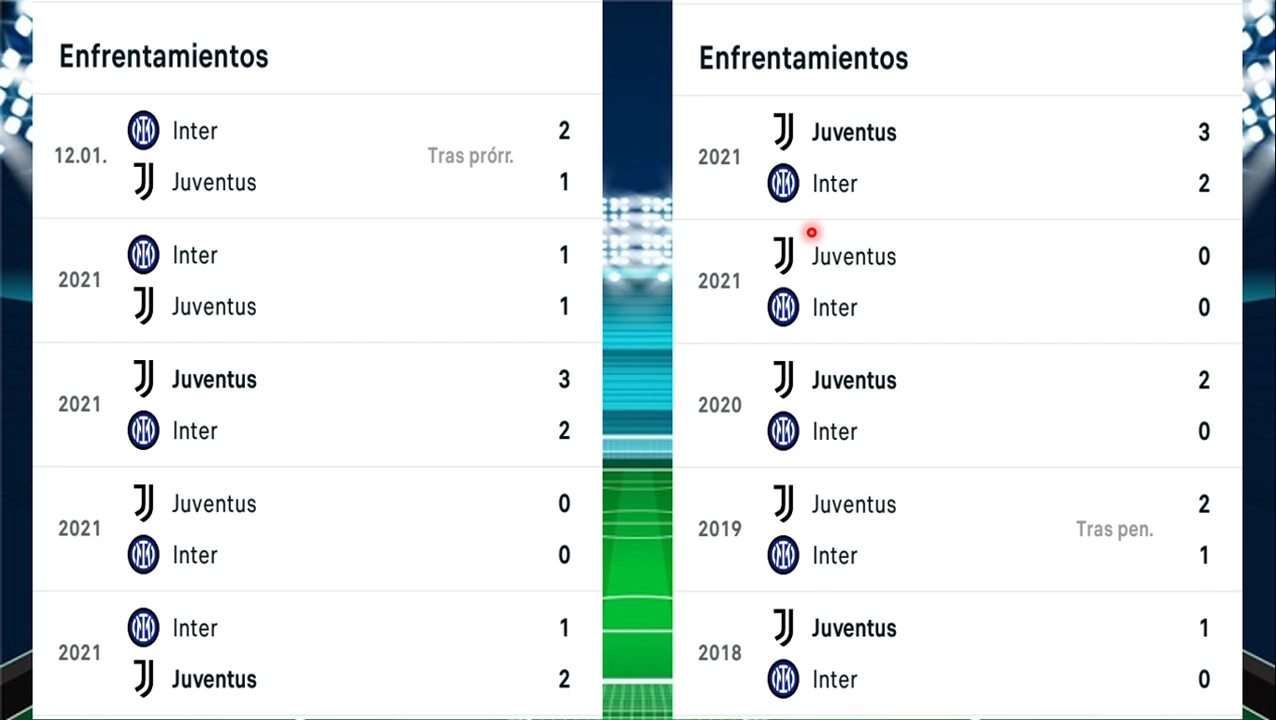 Enfrentamientos
12.01.
Inter 2
Tras prórr.
Juventus 1
2021
Inter 1
Juventus 1
2021
Juventus 3
Inter 2
2021
Juventus 0
Inter 0
2021
Inter 1
Juventus 2
Enfrentamientos
2021
Juventus 3
Inter 2
2021
Juventus 0
Inter 0
2020
Juventus 2
Inter 0
2019
Juventus 2
Tras pen.
Inter 1
2018
Juventus 1
Inter 0